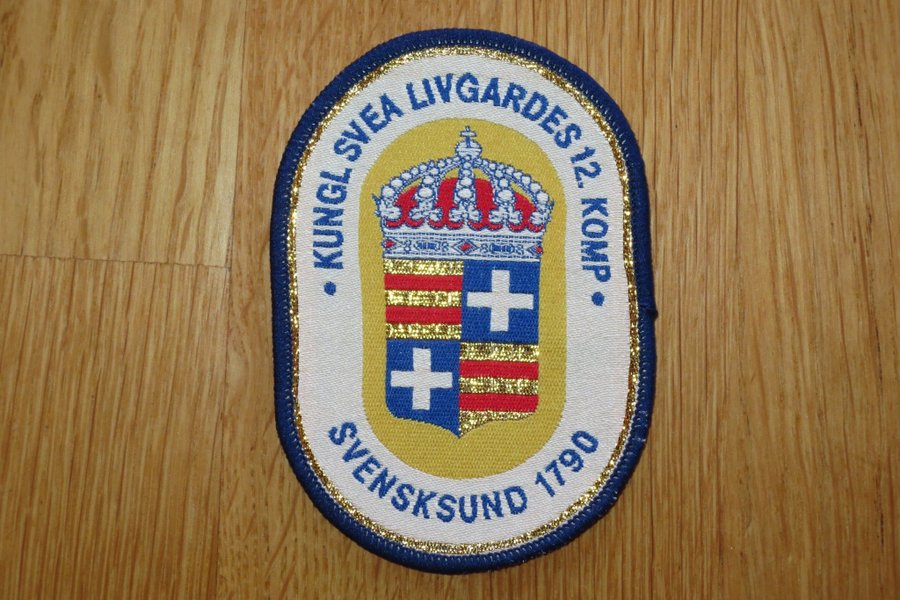 • KUNGL SVEA LIVGARDES 12. KOMP •
SVENSKSUND 1790